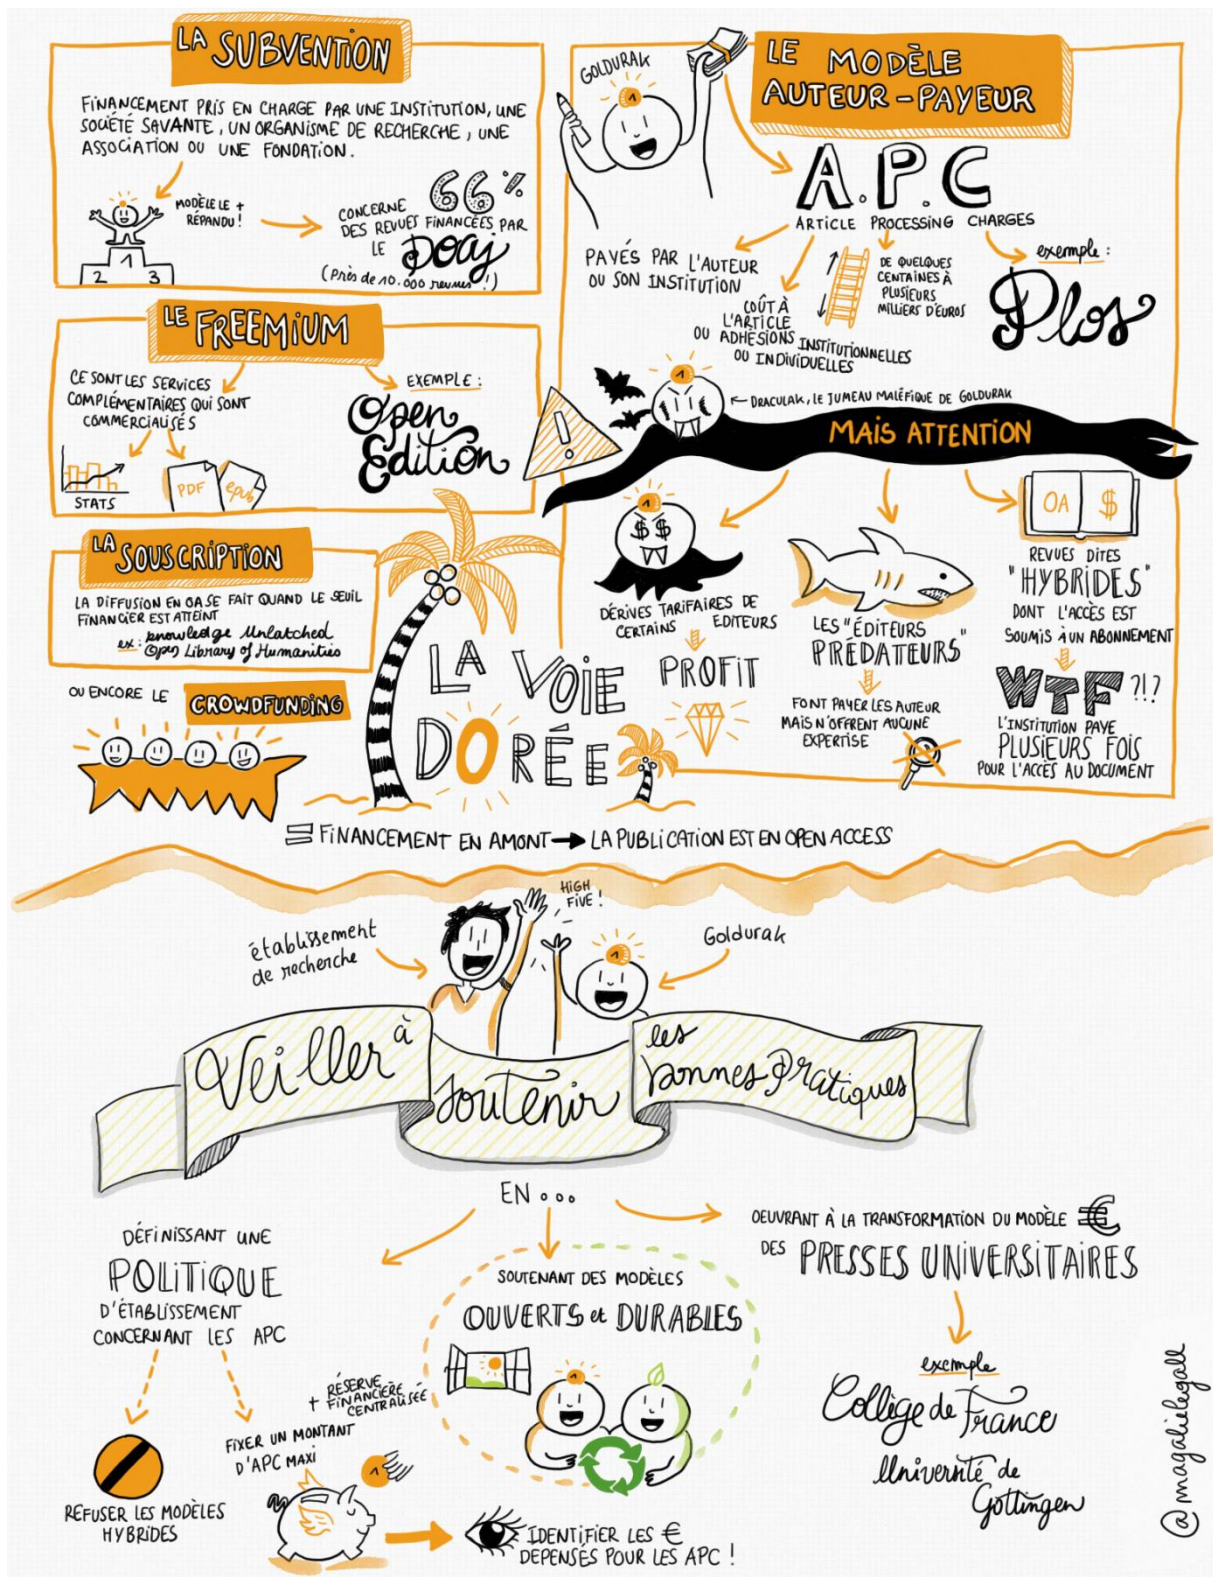 LA SUBVENTION
FINANCEMENT PRIS EN CHARGE PAR UNE INSTITUTION, UNE
SOCIÉTÉ SAVANTE, UN ORGANISME DE RECHERCHE, UNE
ASSOCIATION OU UNE FONDATION.
MODÈLE LE +
RÉPANDU !
1
2 3
CONCERNE 66%
DES REVUES FINANCÉES PAR
LE DOAJ
(Près de 10.000 revues !)
LE FREEMIUM
CE SONT LES SERVICES
COMPLÉMENTAIRES QUI SONT
COMMERCIALISÉS
STATS
PDF
epub
EXEMPLE :
Open
Edition
LA SOUSCRIPTION
LA DIFFUSION EN OA SE FAIT QUAND LE SEUIL
FINANCIER EST ATTEINT
ex: Knowledge Unlatched
Open Library of Humanities
OU ENCORE LE CROWDFUNDING
GOLDURAK
LE MODÈLE
AUTEUR-PAYEUR
A.P.C
ARTICLE PROCESSING CHARGES
PAYÉS PAR L'AUTEUR
OU SON INSTITUTION
COÛT À
L'ARTICLE
OU ADHÉSIONS INSTITUTIONNELLES
OU INDIVIDUELLES
DE QUELQUES
CENTAINES À
PLUSIEURS
MILLIERS D'EUROS
exemple :
Plos
1
DRACULAK, LE JUMEAU MALÉFIQUE DE GOLDURAK
!
MAIS ATTENTION
1
$ $
DÉRIVES TARIFAIRES DE
CERTAINS EDITEURS
PROFIT
LES "ÉDITEURS
PRÉDATEURS"
FONT PAYER LES AUTEUR
MAIS N'OFFRENT AUCUNE
EXPERTISE
OA $
REVUES DITES
"HYBRIDES"
DONT L'ACCÈS EST
SOUMIS À UN ABONNEMENT
WTF ?!?
L'INSTITUTION PAYE
PLUSIEURS FOIS
POUR L'ACCÈS AU DOCUMENT
LA VOIE
DORÉE
= FINANCEMENT EN AMONT → LA PUBLICATION EST EN OPEN ACCESS
HIGH
FIVE !
établissement
de recherche
Goldurak
1
Veiller à
soutenir
les
bonnes pratiques
EN ...
DÉFINISSANT UNE
POLITIQUE
D'ÉTABLISSEMENT
CONCERNANT LES APC
REFUSER LES MODÈLES
HYBRIDES
FIXER UN MONTANT
D'APC MAXI
+ RÉSERVE
FINANCIÈRE
CENTRALISÉE
1
IDENTIFIER LES €
DEPENSÉS POUR LES APC !
SOUTENANT DES MODÈLES
OUVERTS et DURABLES
OEUVRANT À LA TRANSFORMATION DU MODÈLE €
DES PRESSES UNIVERSITAIRES
exemple
Collège de France
Université de
Gottingen
@magalielegall